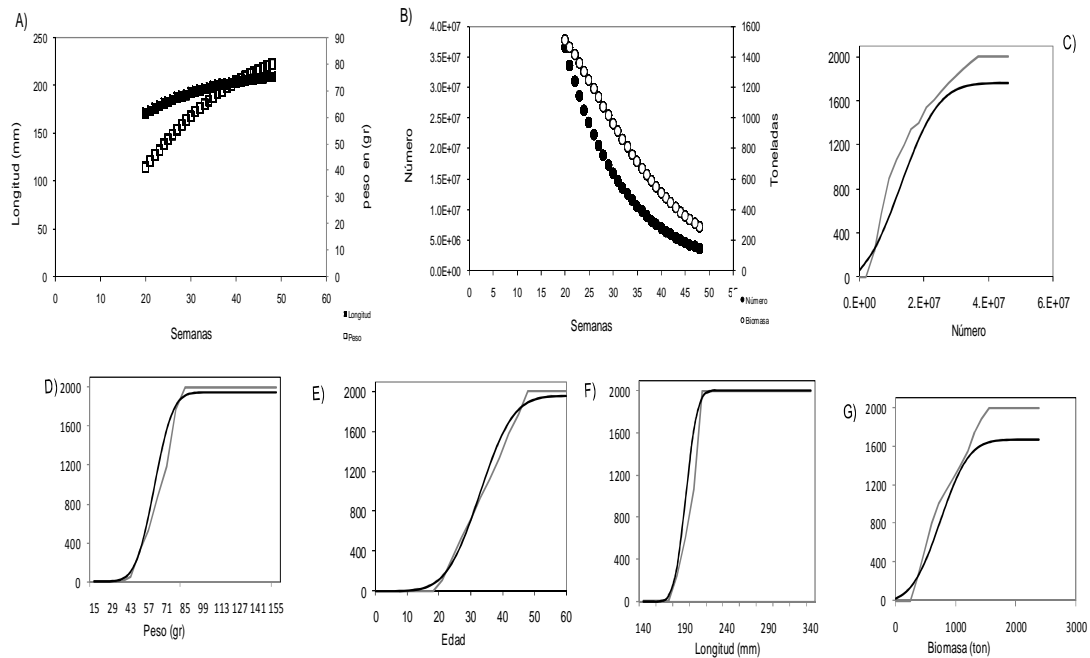 A)
250
200
150
100
50
0
90
80
70
60
50
40
30
20
10
0
0 10 20 30 40 50 60
Longitud (mm)
peso en (gr)
Semanas
Longitud
Peso
B)
4.0E+07
3.5E+07
3.0E+07
2.5E+07
2.0E+07
1.5E+07
1.0E+07
5.0E+06
0.0E+00
1600
1400
1200
1000
800
600
400
200
0
0 5 10 15 20 25 30 35 40 45 50 55
Número
Toneladas
Semanas
Número
Biomasa
C)
2000
1600
1200
800
400
0
0.E+00 2.E+07 4.E+07 6.E+07
Número
D)
2000
1600
1200
800
400
0
15 29 43 57 71 85 99 113 127 141 155
Peso (gr)
E)
2000
1600
1200
800
400
0
0 10 20 30 40 50 60
Edad
F)
2000
1600
1200
800
400
0
140 190 240 290 340
Longitud (mm)
G)
2000
1600
1200
800
400
0
0 1000 2000 3000
Biomasa (ton)